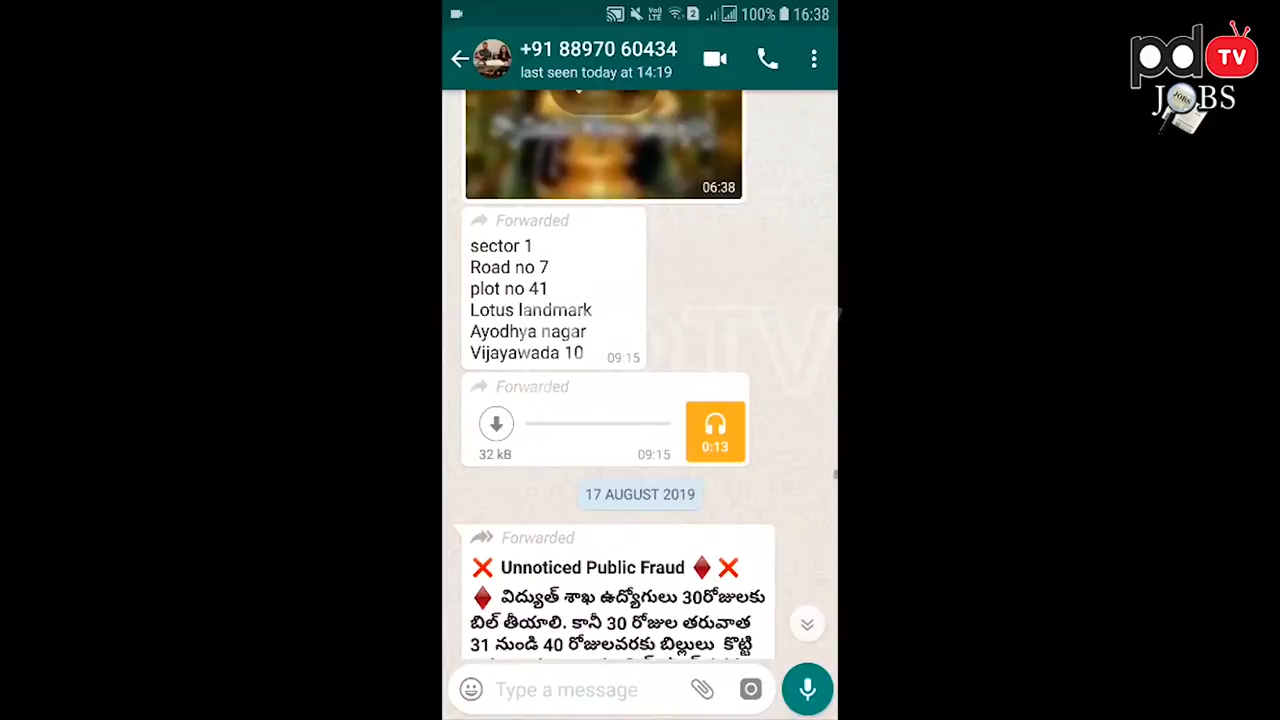 100% 16:38
+91 88970 60434
last seen today at 14:19
pd TV
JOBS
06:38
Forwarded
sector 1
Road no 7
plot no 41
Lotus landmark
Ayodhya nagar
Vijayawada 10
09:15
Forwarded
0:13
32 kB
09:15
17 AUGUST 2019
Forwarded
❌ Unnoticed Public Fraud ♦️ ❌
♦️ విద్యుత్ శాఖ ఉద్యోగులు 30రోజులకు
బిల్ తీయాలి. కానీ 30 రోజుల తరువాత
31 నుండి 40 రోజులవరకు బిల్లులు కొట్టి
Type a message